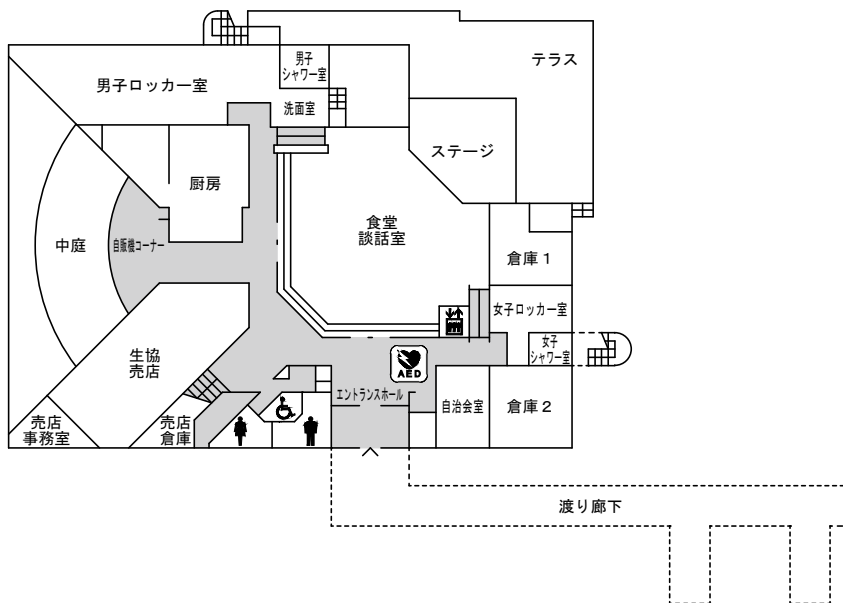 テラス
男子
シャワー室
男子ロッカー室
洗面室
ステージ
厨房
食堂
談話室
中庭
自販機コーナー
倉庫１
女子ロッカー室
女子
シャワー室
生協
売店
AED
エントランスホール
自治会室
倉庫２
売店
事務室
売店
倉庫
渡り廊下